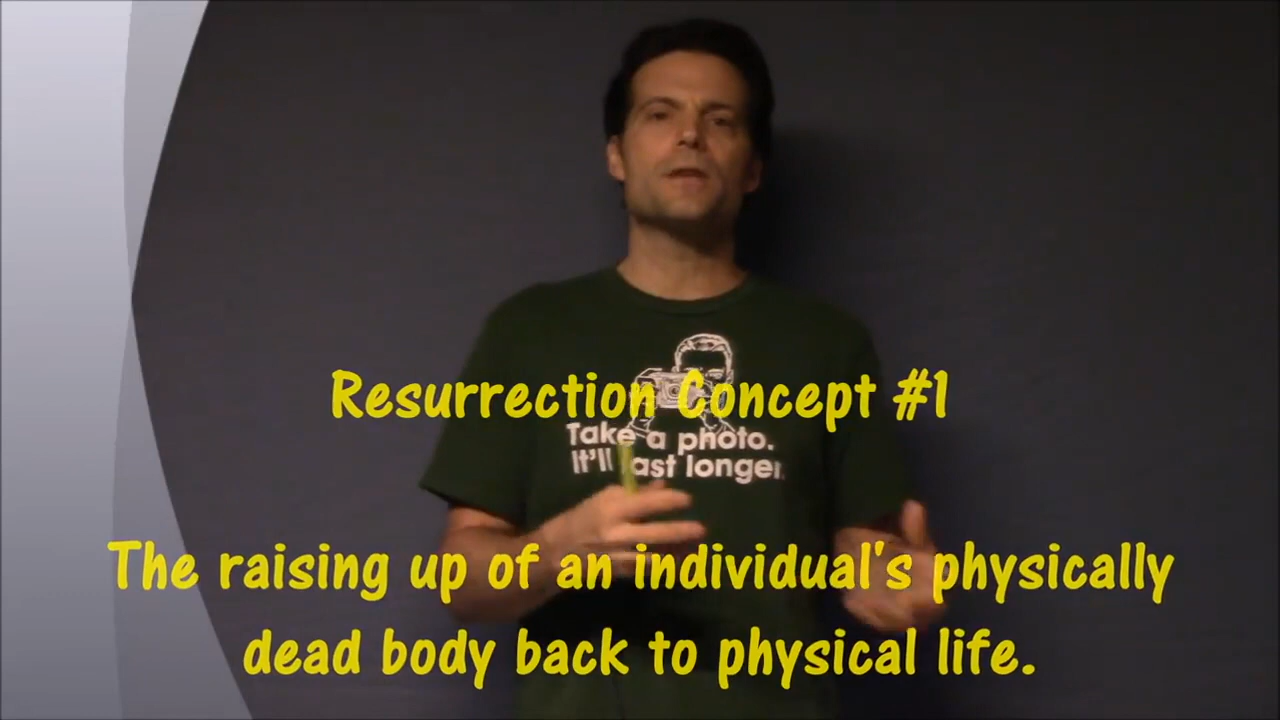 Resurrection Concept #1
Take a photo.
It'll last longer.
The raising up of an individual's physically
dead body back to physical life.